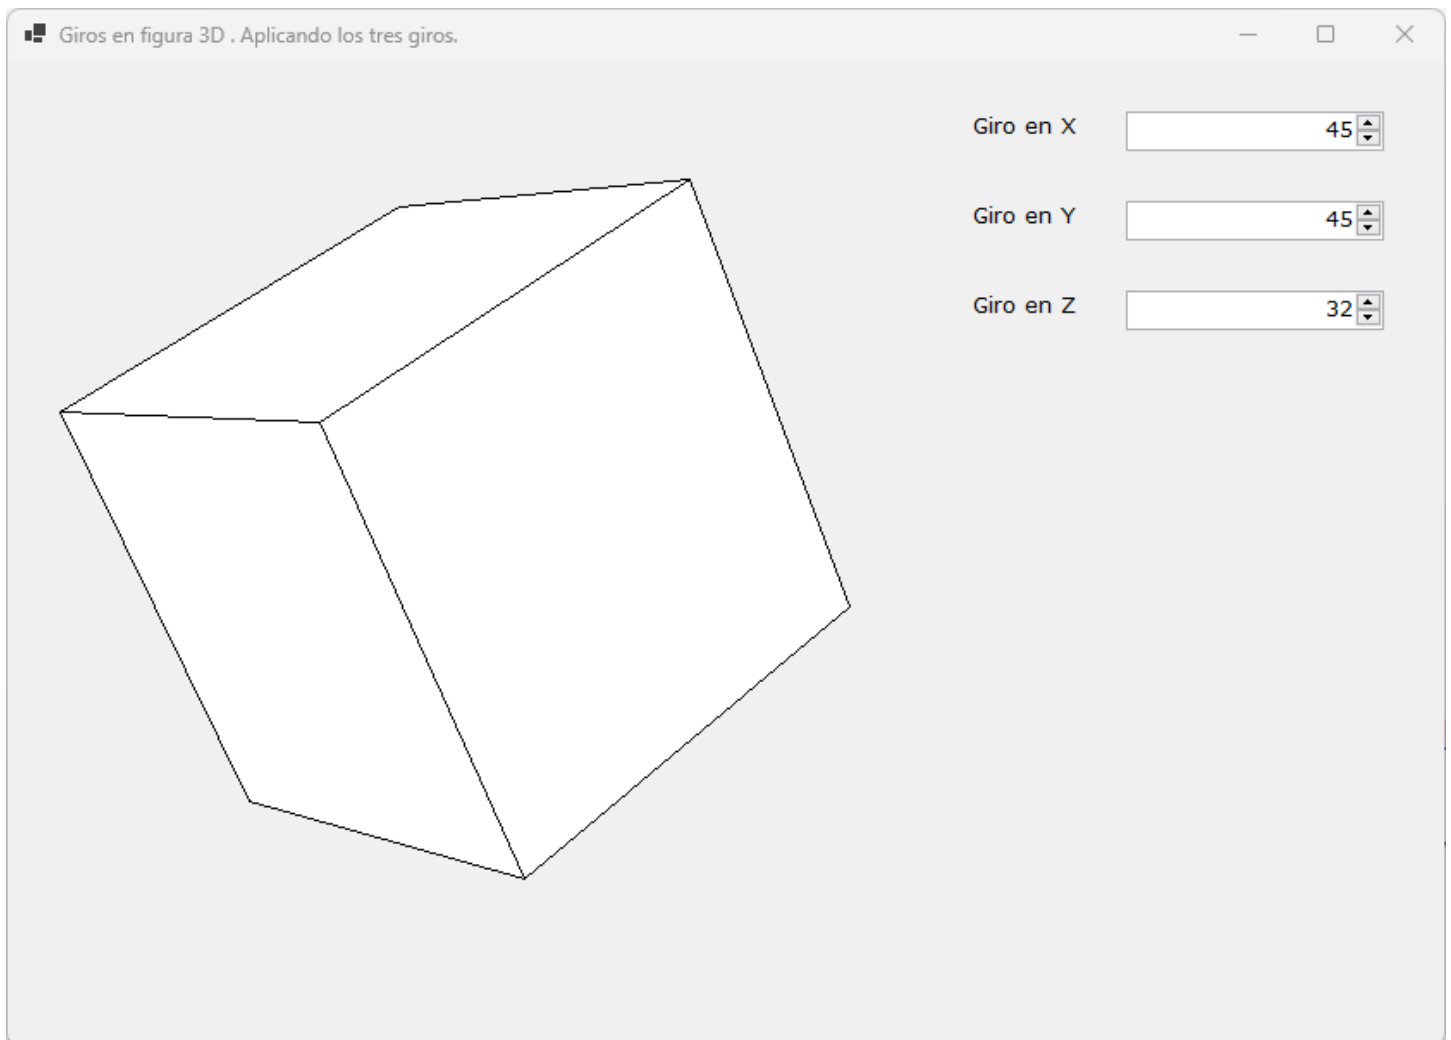 Giros en figura 3D . Aplicando los tres giros.
Giro en X 45
Giro en Y 45
Giro en Z 32